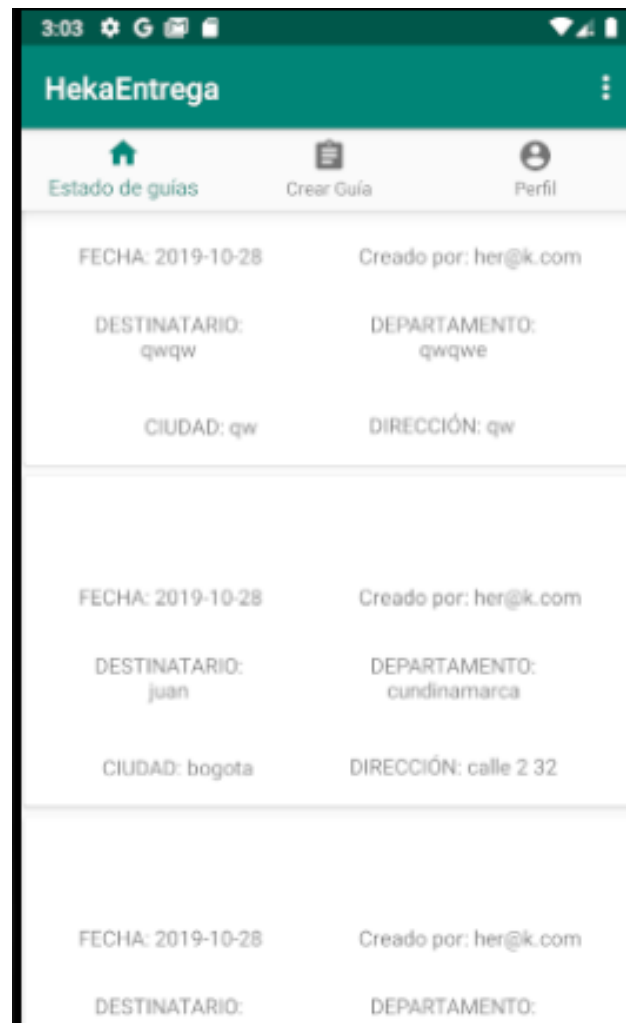 3:03 G
HekaEntrega
Estado de guías Crear Guía Perfil
FECHA: 2019-10-28 Creado por: her@k.com
DESTINATARIO: DEPARTAMENTO:
qwqw qwqwe
CIUDAD: qw DIRECCIÓN: qw
FECHA: 2019-10-28 Creado por: her@k.com
DESTINATARIO: DEPARTAMENTO:
juan cundinamarca
CIUDAD: bogota DIRECCIÓN: calle 2 32
FECHA: 2019-10-28 Creado por: her@k.com
DESTINATARIO: DEPARTAMENTO: